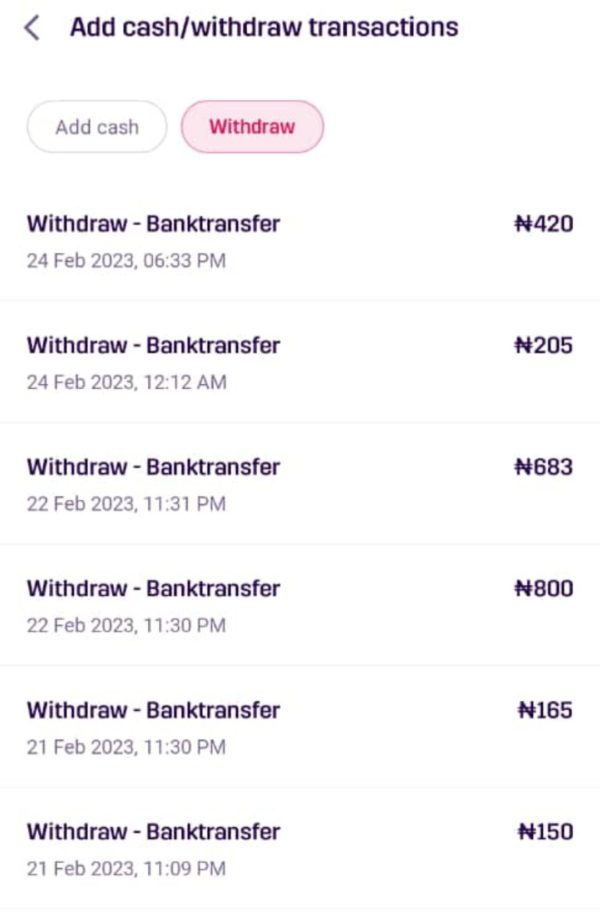 Add cash/withdraw transactions
Add cash
Withdraw
Withdraw - Banktransfer ₦420
24 Feb 2023, 06:33 PM
Withdraw - Banktransfer ₦205
24 Feb 2023, 12:12 AM
Withdraw - Banktransfer ₦683
22 Feb 2023, 11:31 PM
Withdraw - Banktransfer ₦800
22 Feb 2023, 11:30 PM
Withdraw - Banktransfer ₦165
21 Feb 2023, 11:30 PM
Withdraw - Banktransfer ₦150
21 Feb 2023, 11:09 PM